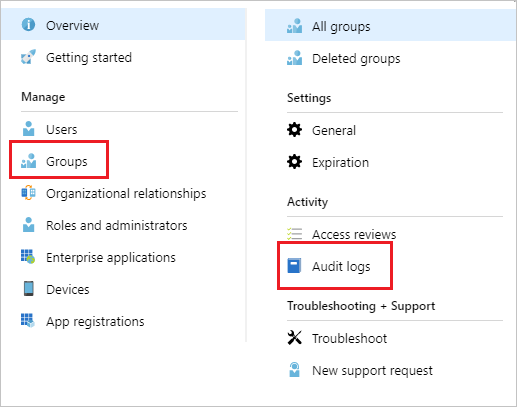 Overview
Getting started
Manage
Users
Groups
Organizational relationships
Roles and administrators
Enterprise applications
Devices
App registrations
All groups
Deleted groups
Settings
General
Expiration
Activity
Access reviews
Audit logs
Troubleshooting + Support
Troubleshoot
New support request